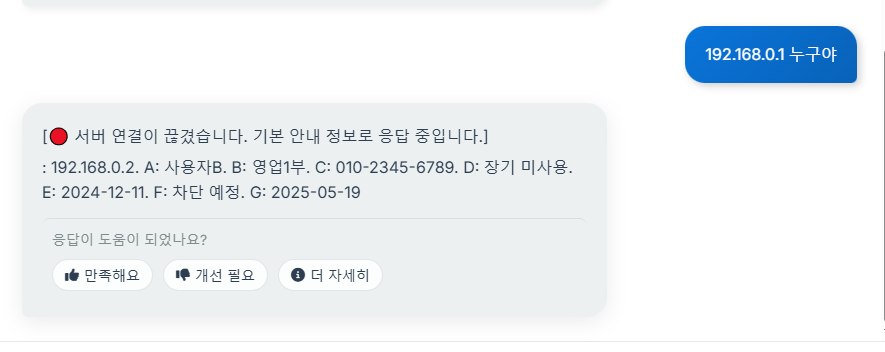 192.168.0.1 누구야
[🔴 서버 연결이 끊겼습니다. 기본 안내 정보로 응답 중입니다.]
: 192.168.0.2. A: 사용자B. B: 영업1부. C: 010-2345-6789. D: 장기 미사용.
E: 2024-12-11. F: 차단 예정. G: 2025-05-19
응답이 도움이 되었나요?
만족해요 개선 필요 더 자세히